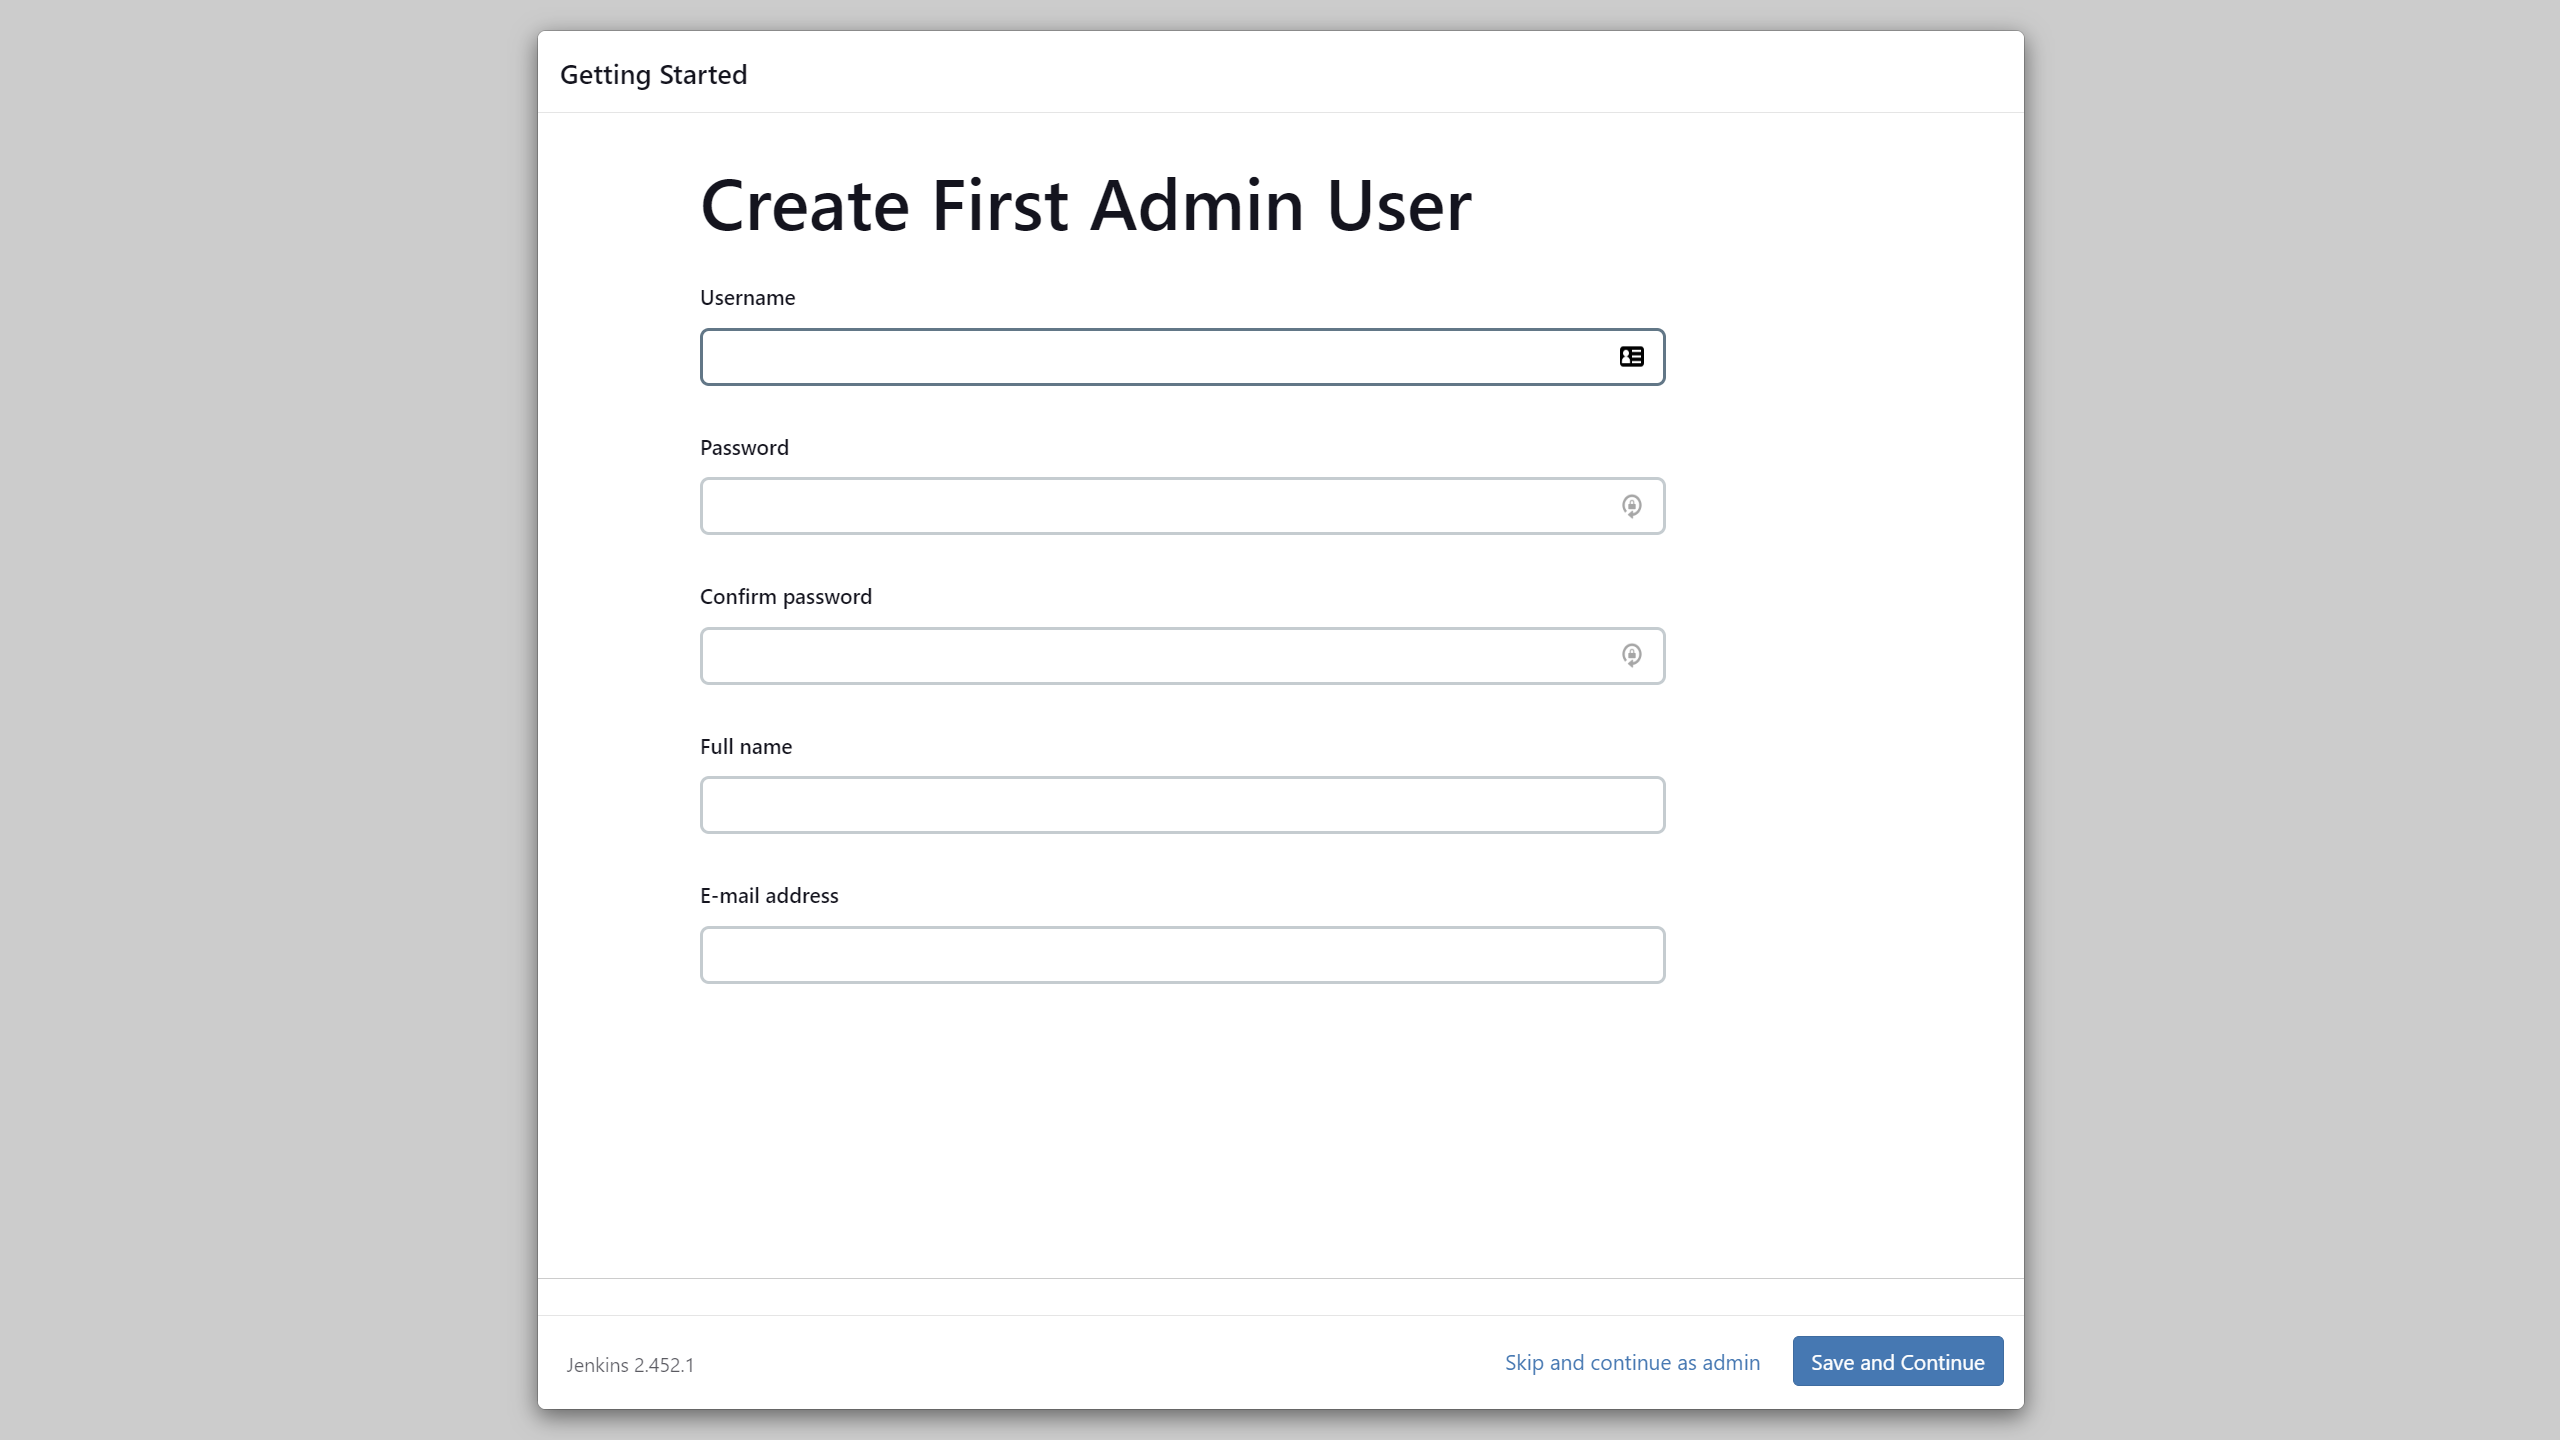 Getting Started
Create First Admin User
Username
Password
Confirm password
Full name
E-mail address
Jenkins 2.452.1
Skip and continue as admin
Save and Continue